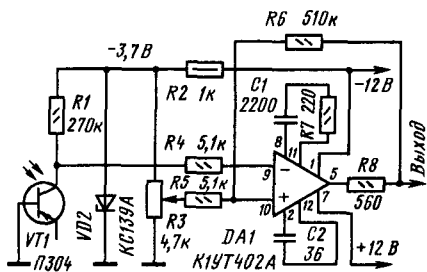 R6 510к
−3,7В
R2 1к
C1
2200
R7 220
−12В
R1
270к
R4 5,1к
8
11
1
5
R8
560
Выход
9
R5 5,1к
10
2
12
7
VT1
П304
VD2
КС139А
R3
4,7к
DA1
К1УТ402А
C2
36
+12В